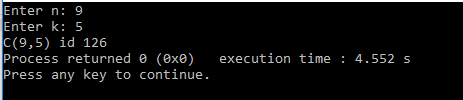 Enter n: 9
Enter k: 5
C(9,5) id 126
Process returned 0 (0x0)   execution time : 4.552 s
Press any key to continue.